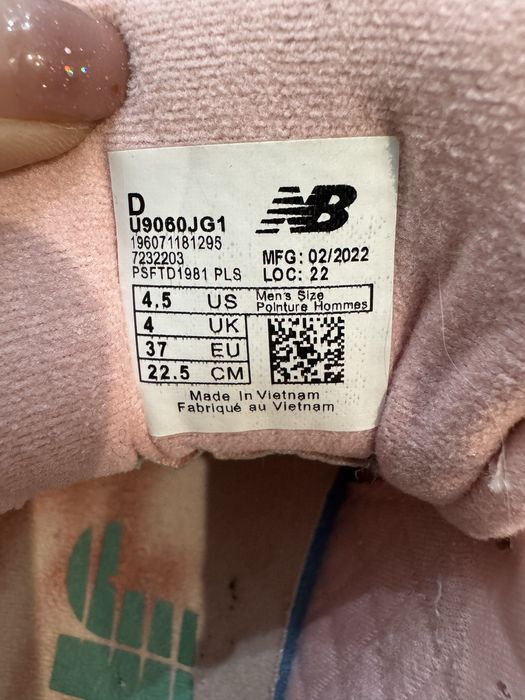 D
U9060JG1
196071181295
7232203
PSFTD1981 PLS
NB
MFG: 02/2022
LOC: 22
4.5 US Men's Size
Pointure Hommes
4 UK
37 EU
22.5 CM
Made In Vietnam
Fabriqué au Vietnam